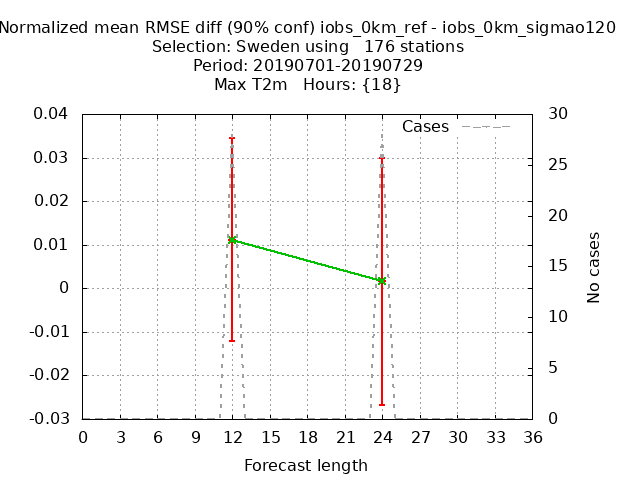 Normalized mean RMSE diff (90% conf) iobs_0km_ref - iobs_0km_sigmao120
Selection: Sweden using 176 stations
Period: 20190701-20190729
Max T2m Hours: {18}
Cases
0.04
0.03
0.02
0.01
0
-0.01
-0.02
-0.03
30
25
20
15
10
5
0
No cases
0 3 6 9 12 15 18 21 24 27 30 33 36
Forecast length